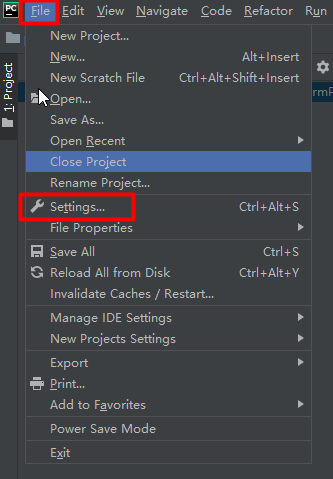 PC File Edit View Navigate Code Refactor Run
New Project...
New... Alt+Insert
New Scratch File Ctrl+Alt+Shift+Insert
Open...
Save As...
Open Recent
Close Project
Rename Project...
Settings... Ctrl+Alt+S
File Properties
Save All Ctrl+S
Reload All from Disk Ctrl+Alt+Y
Invalidate Caches / Restart...
Manage IDE Settings
New Projects Settings
Export
Print...
Add to Favorites
Power Save Mode
Exit
1: Project